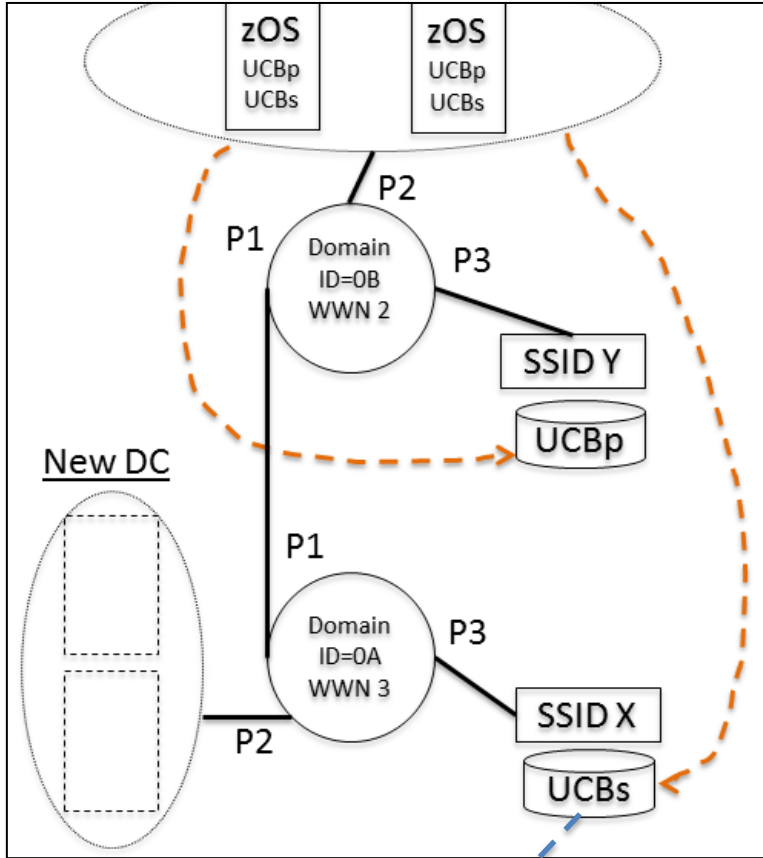 zOS
UCBp
UCBs
zOS
UCBp
UCBs
P2
P1
Domain
ID=0B
WWN 2
P3
SSID Y
UCBp
New DC
P1
Domain
ID=0A
WWN 3
P3
P2
SSID X
UCBs